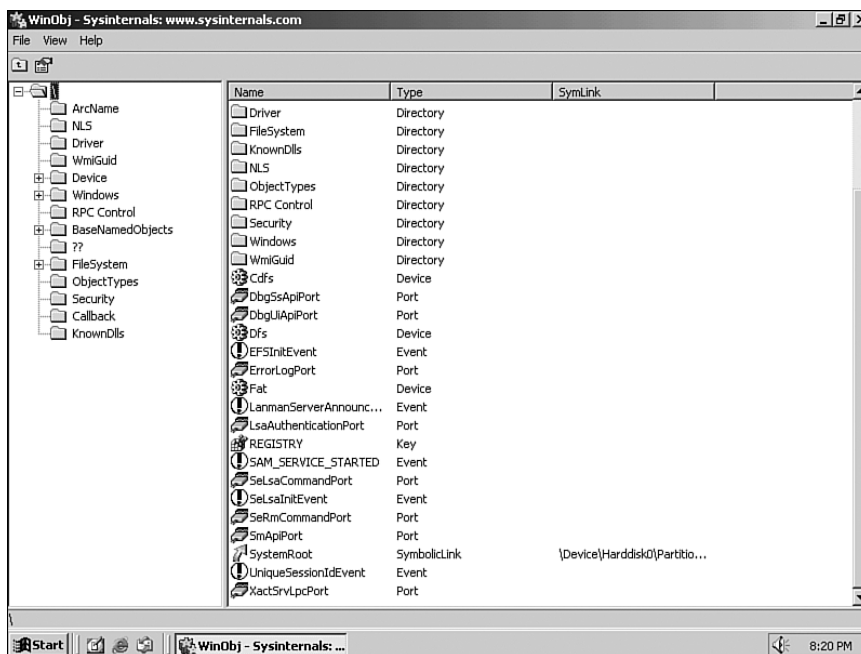 WinObj - Sysinternals: www.sysinternals.com
File View Help
\
ArcName
NLS
Driver
WmiGuid
Device
Windows
RPC Control
BaseNamedObjects
??
FileSystem
ObjectTypes
Security
Callback
KnownDlls
Name Type SymLink
Driver Directory
FileSystem Directory
KnownDlls Directory
NLS Directory
ObjectTypes Directory
RPC Control Directory
Security Directory
Windows Directory
WmiGuid Directory
Cdfs Device
DbgSsApiPort Port
DbgUiApiPort Port
Dfs Device
EFSInitEvent Event
ErrorLogPort Port
Fat Device
LanmanServerAnnounc... Event
LsaAuthenticationPort Port
REGISTRY Key
SAM_SERVICE_STARTED Event
SeLsaCommandPort Port
SeLsaInitEvent Event
SeRmCommandPort Port
SmApiPort Port
SystemRoot SymbolicLink \Device\Harddisk0\Partitio...
UniqueSessionIdEvent Event
XactSrvLpcPort Port
\
Start WinObj - Sysinternals: ... 8:20 PM